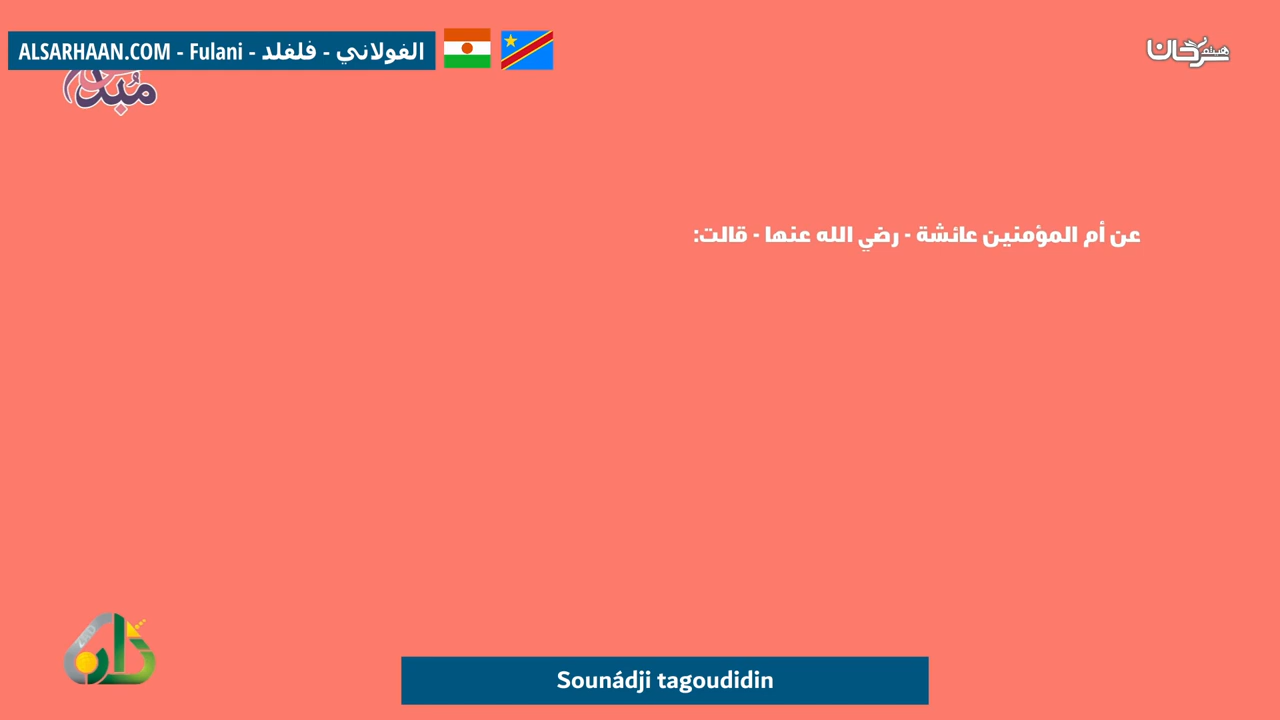 ALSARHAAN.COM - Fulani - الفولاني - فلفلد
عن أم المؤمنين عائشة - رضي الله عنها - قالت:
Sounádji tagoudidin